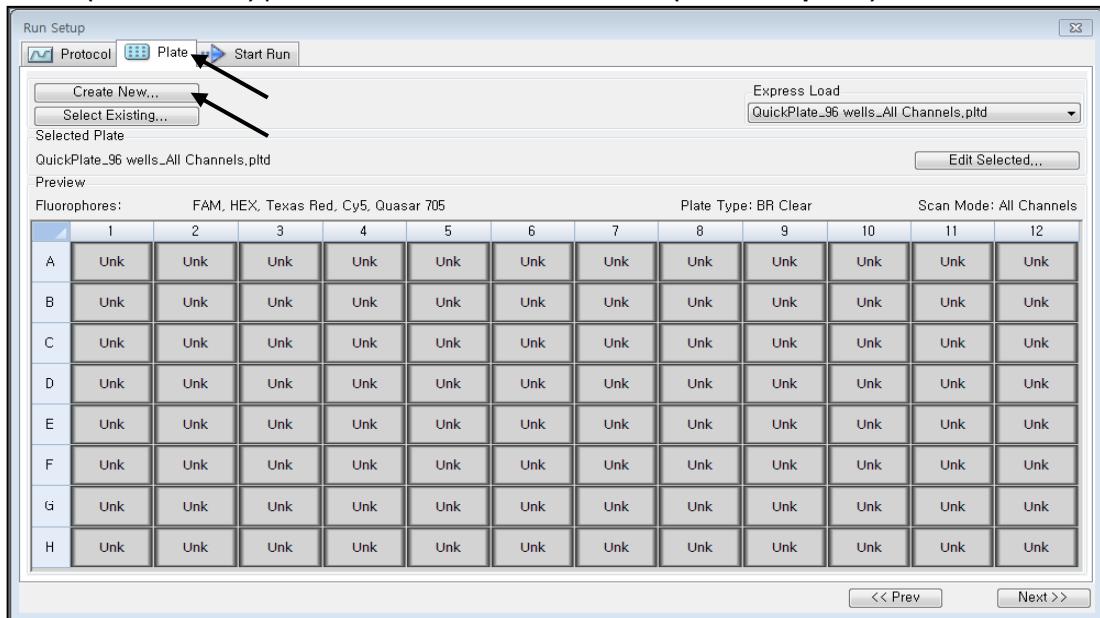 Run Setup
Protocol Plate Start Run
Create New... Express Load
Select Existing... QuickPlate_96 wells_All Channels.pltd
Selected Plate
QuickPlate_96 wells_All Channels.pltd Edit Selected...
Preview
Fluorophores: FAM, HEX, Texas Red, Cy5, Quasar 705 Plate Type: BR Clear Scan Mode: All Channels
1 2 3 4 5 6 7 8 9 10 11 12
A Unk Unk Unk Unk Unk Unk Unk Unk Unk Unk Unk Unk
B Unk Unk Unk Unk Unk Unk Unk Unk Unk Unk Unk Unk
C Unk Unk Unk Unk Unk Unk Unk Unk Unk Unk Unk Unk
D Unk Unk Unk Unk Unk Unk Unk Unk Unk Unk Unk Unk
E Unk Unk Unk Unk Unk Unk Unk Unk Unk Unk Unk Unk
F Unk Unk Unk Unk Unk Unk Unk Unk Unk Unk Unk Unk
G Unk Unk Unk Unk Unk Unk Unk Unk Unk Unk Unk Unk
H Unk Unk Unk Unk Unk Unk Unk Unk Unk Unk Unk Unk
<< Prev Next >>